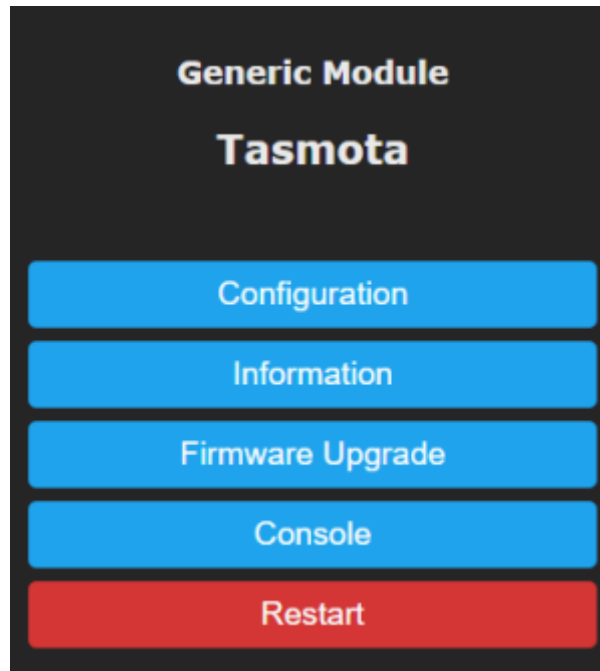 Generic Module
Tasmota
Configuration
Information
Firmware Upgrade
Console
Restart